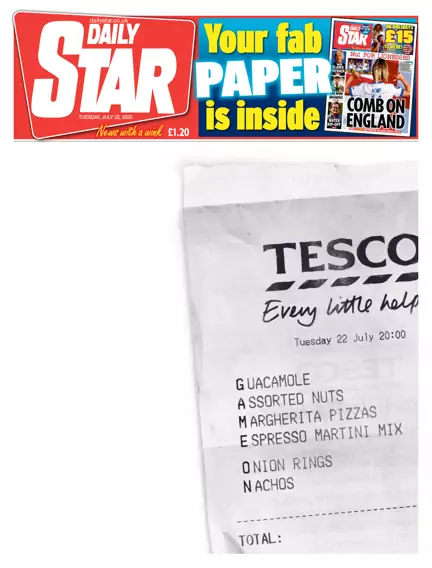 dailystar.co.uk
DAILY
STAR
TUESDAY, JULY 22, 2025
News with a wink £1.20
Your fab
PAPER
is inside
£15
COMB ON
ENGLAND
TESCO
Every little help
Tuesday 22 July 20:00
GUACAMOLE
ASSORTED NUTS
MARGHERITA PIZZAS
ESPRESSO MARTINI MIX
ONION RINGS
NACHOS
TOTAL: